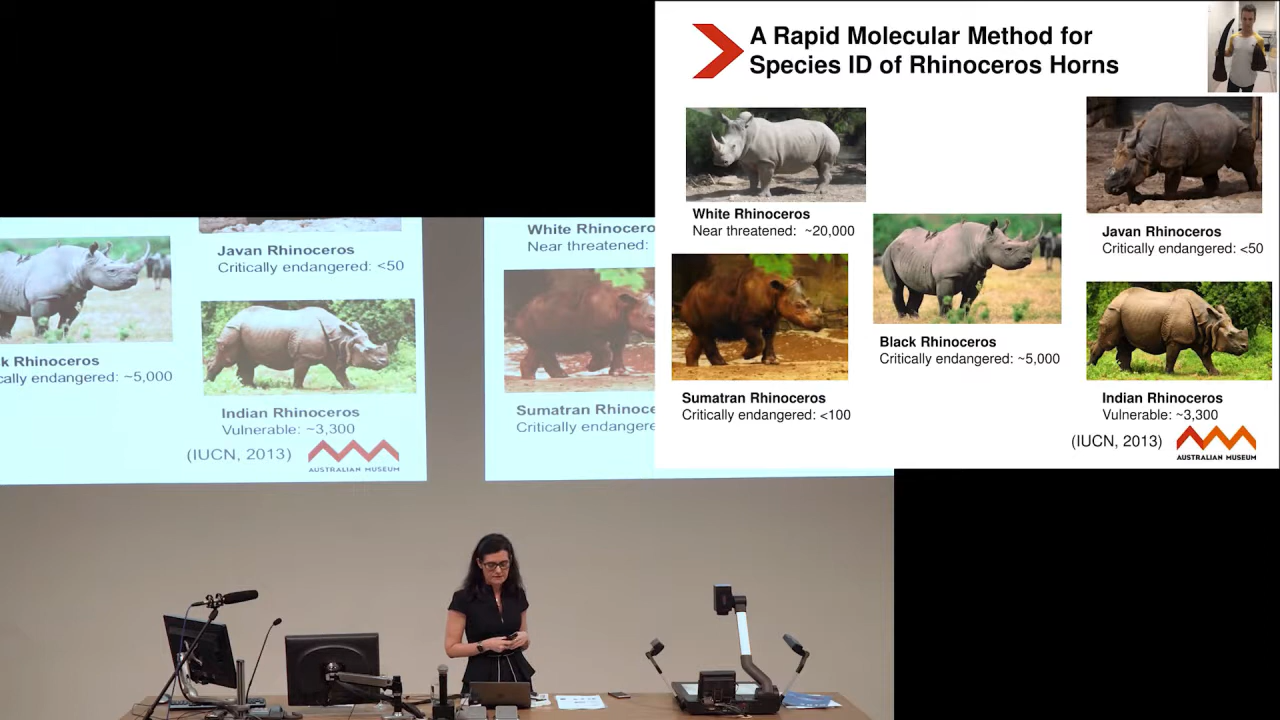 A Rapid Molecular Method for
Species ID of Rhinoceros Horns
White Rhinoceros
Near threatened: ~20,000
Sumatran Rhinoceros
Critically endangered: <100
Black Rhinoceros
Critically endangered: ~5,000
Javan Rhinoceros
Critically endangered: <50
Indian Rhinoceros
Vulnerable: ~3,300
(IUCN, 2013)
AUSTRALIAN MUSEUM
k Rhinoceros
cally endangered: ~5,000
Javan Rhinoceros
Critically endangered: <50
Indian Rhinoceros
Vulnerable: ~3,300
(IUCN, 2013)
AUSTRALIAN MUSEUM
White Rhinoceros
Near threatened:
Sumatran Rhinoce
Critically endangere